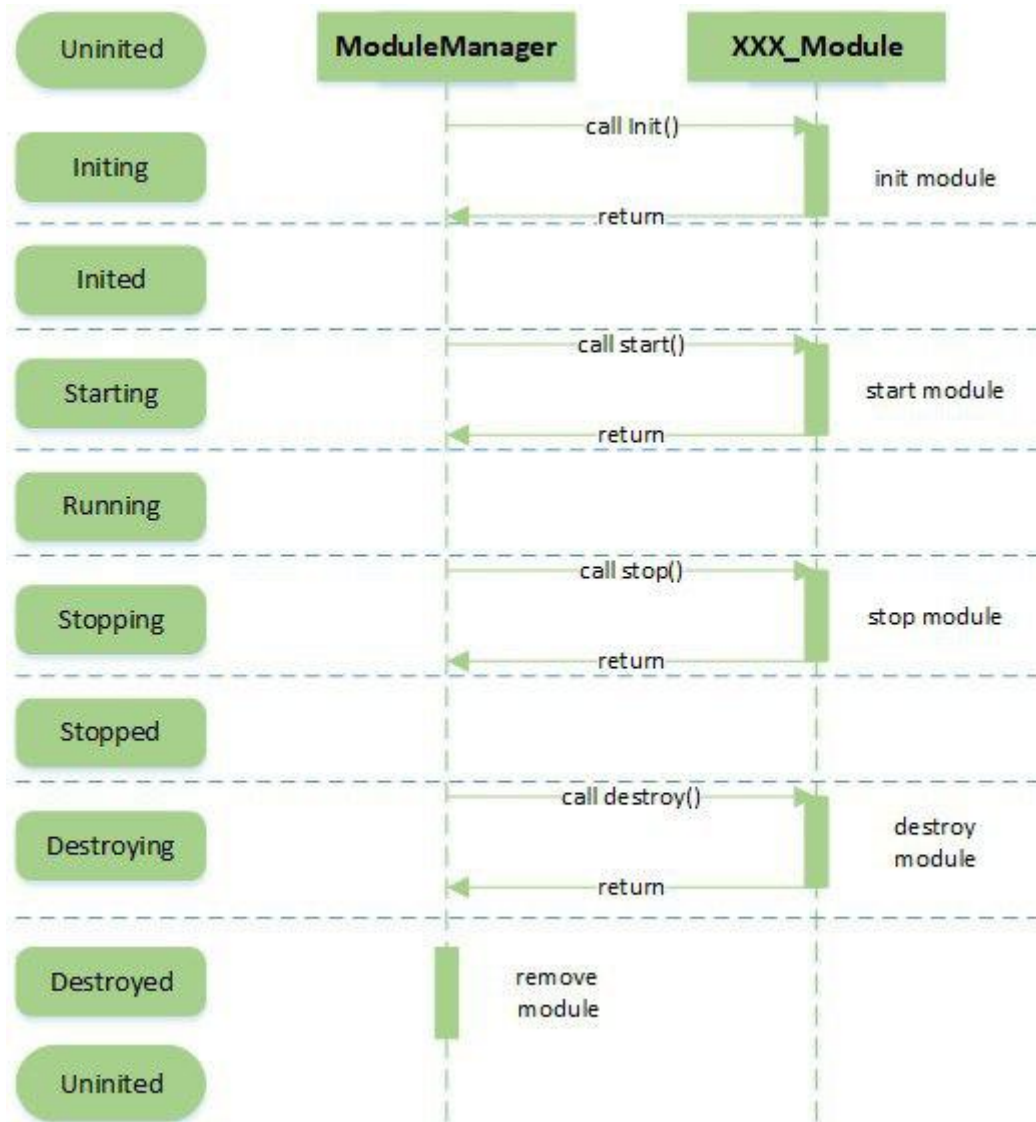 Uninited
ModuleManager
XXX_Module
call Init()
Initing
init module
return
Inited
call start()
Starting
start module
return
Running
call stop()
Stopping
stop module
return
Stopped
call destroy()
Destroying
destroy
module
return
Destroyed
remove
module
Uninited